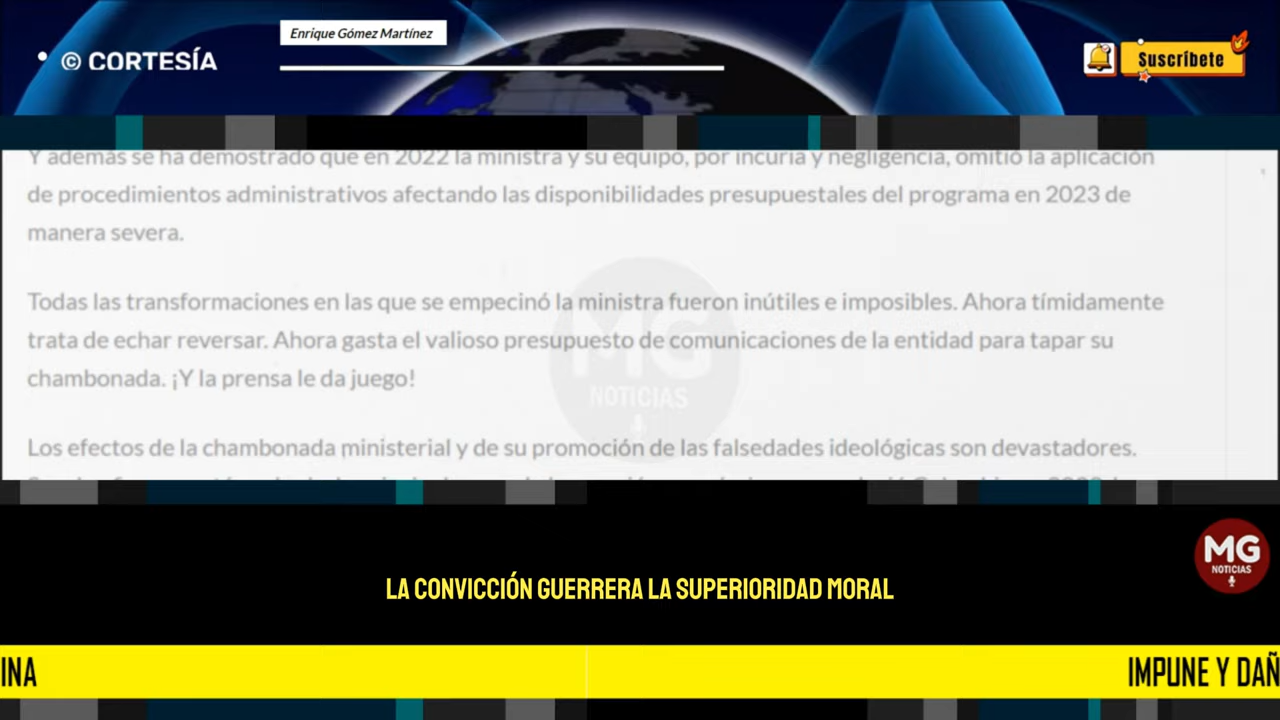 Enrique Gómez Martínez
© CORTESÍA
Suscríbete
Y además se ha demostrado que en 2022 la ministra y su equipo, por incuria y negligencia, omitió la aplicación
de procedimientos administrativos afectando las disponibilidades presupuestales del programa en 2023 de
manera severa.
Todas las transformaciones en las que se empecinó la ministra fueron inútiles e imposibles. Ahora tímidamente
trata de echar reversar. Ahora gasta el valioso presupuesto de comunicaciones de la entidad para tapar su
chambonada. ¡Y la prensa le da juego!
MG
NOTICIAS
Los efectos de la chambonada ministerial y de su promoción de las falsedades ideológicas son devastadores.
MG
NOTICIAS
LA CONVICCIÓN GUERRERA LA SUPERIORIDAD MORAL
INA
IMPUNE Y DAÑ